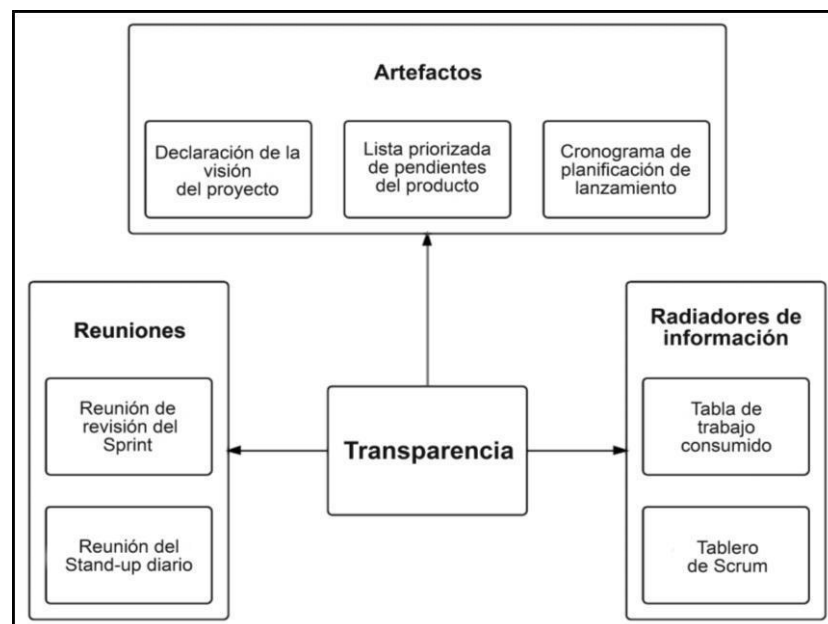 Artefactos
Declaración de la
visión
del proyecto
Lista priorizada
de pendientes
del producto
Cronograma de
planificación de
lanzamiento
Reuniones
Reunión de
revisión del
Sprint
Reunión del
Stand-up diario
Transparencia
Radiadores de
información
Tabla de
trabajo
consumido
Tablero
de Scrum